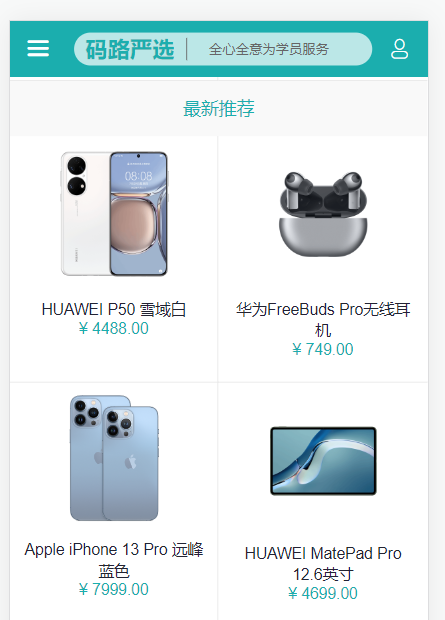 码路严选 | 全心全意为学员服务
最新推荐
08:08
HUAWEI P50 雪域白
¥ 4488.00
华为FreeBuds Pro无线耳
机
¥ 749.00
Apple iPhone 13 Pro 远峰
蓝色
¥ 7999.00
HUAWEI MatePad Pro
12.6英寸
¥ 4699.00